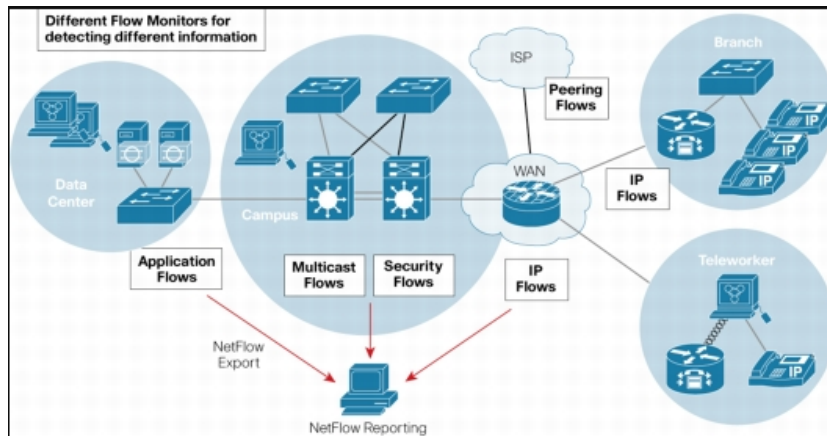 Different Flow Monitors for
detecting different information
ISP
Peering
Flows
Branch
IP
IP
IP
Data
Center
Campus
WAN
IP
Flows
Application
Flows
Multicast
Flows
Security
Flows
IP
Flows
Teleworker
IP
NetFlow
Export
NetFlow Reporting